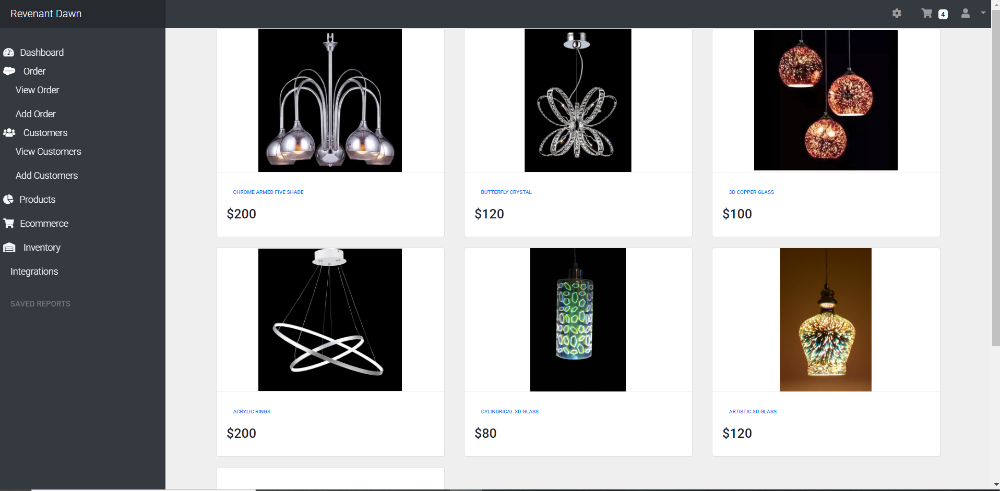 Revenant Dawn
4
Dashboard
Order
View Order
Add Order
Customers
View Customers
Add Customers
Products
Ecommerce
Inventory
Integrations
SAVED REPORTS
CHROME ARMED FIVE SHADE
$200
BUTTERFLY CRYSTAL
$120
3D COPPER GLASS
$100
ACRYLIC RINGS
$200
CYLINDRICAL 3D GLASS
$80
ARTISTIC 3D GLASS
$120